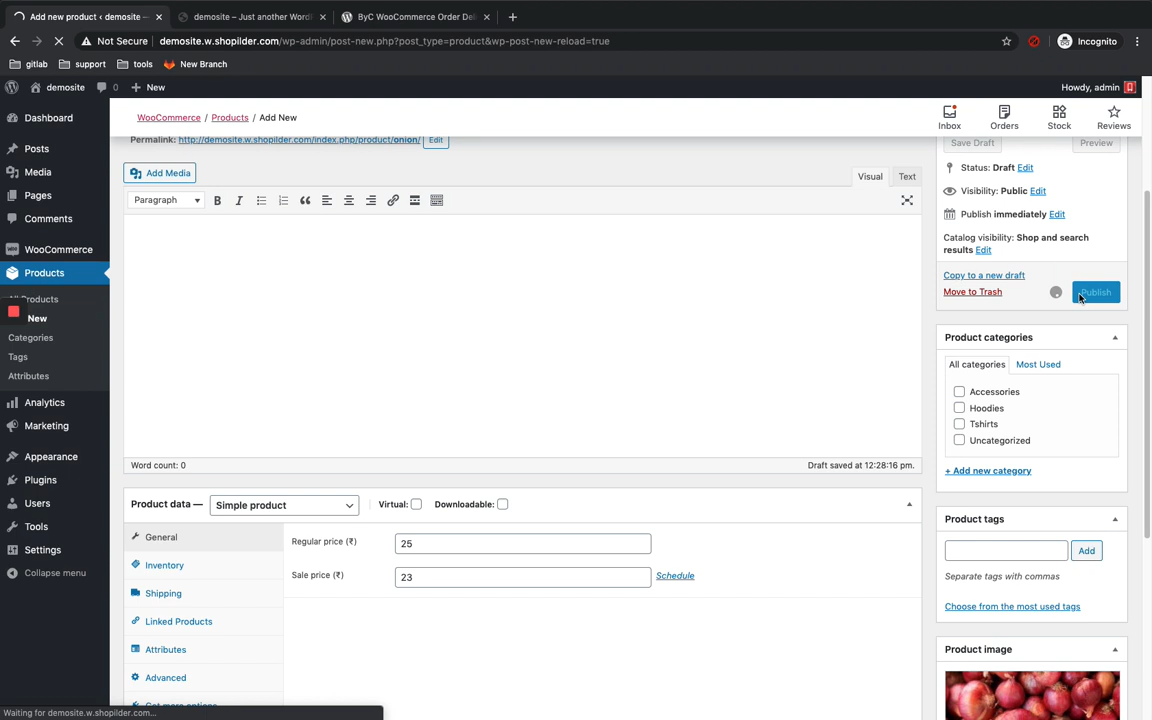 Add new product ‹ demosite —
demosite – Just another Word
ByC WooCommerce Order Deli
Not Secure
demosite.w.shopilder.com/wp-admin/post-new.php?post_type=product&wp-post-new-reload=true
Incognito
gitlab
support
tools
New Branch
demosite
0
New
Howdy, admin
Dashboard
Posts
Media
Pages
Comments
WooCommerce
Products
Products
New
Categories
Tags
Attributes
Analytics
Marketing
Appearance
Plugins
Users
Tools
Settings
Collapse menu
WooCommerce / Products / Add New
Inbox
Orders
Stock
Reviews
Permalink: http://demosite.w.shopilder.com/index.php/product/onion/ Edit
Add Media
Visual
Text
Paragraph
B I
Word count: 0
Draft saved at 12:28:16 pm.
Product data —
Simple product
Virtual:
Downloadable:
General
Inventory
Shipping
Linked Products
Attributes
Advanced
Get more options
Regular price (₹)
25
Sale price (₹)
23
Schedule
Save Draft
Preview
Status: Draft Edit
Visibility: Public Edit
Publish immediately Edit
Catalog visibility: Shop and search
results Edit
Copy to a new draft
Move to Trash
Publish
Product categories
All categories
Most Used
Accessories
Hoodies
Tshirts
Uncategorized
+ Add new category
Product tags
Add
Separate tags with commas
Choose from the most used tags
Product image
Waiting for demosite.w.shopilder.com...